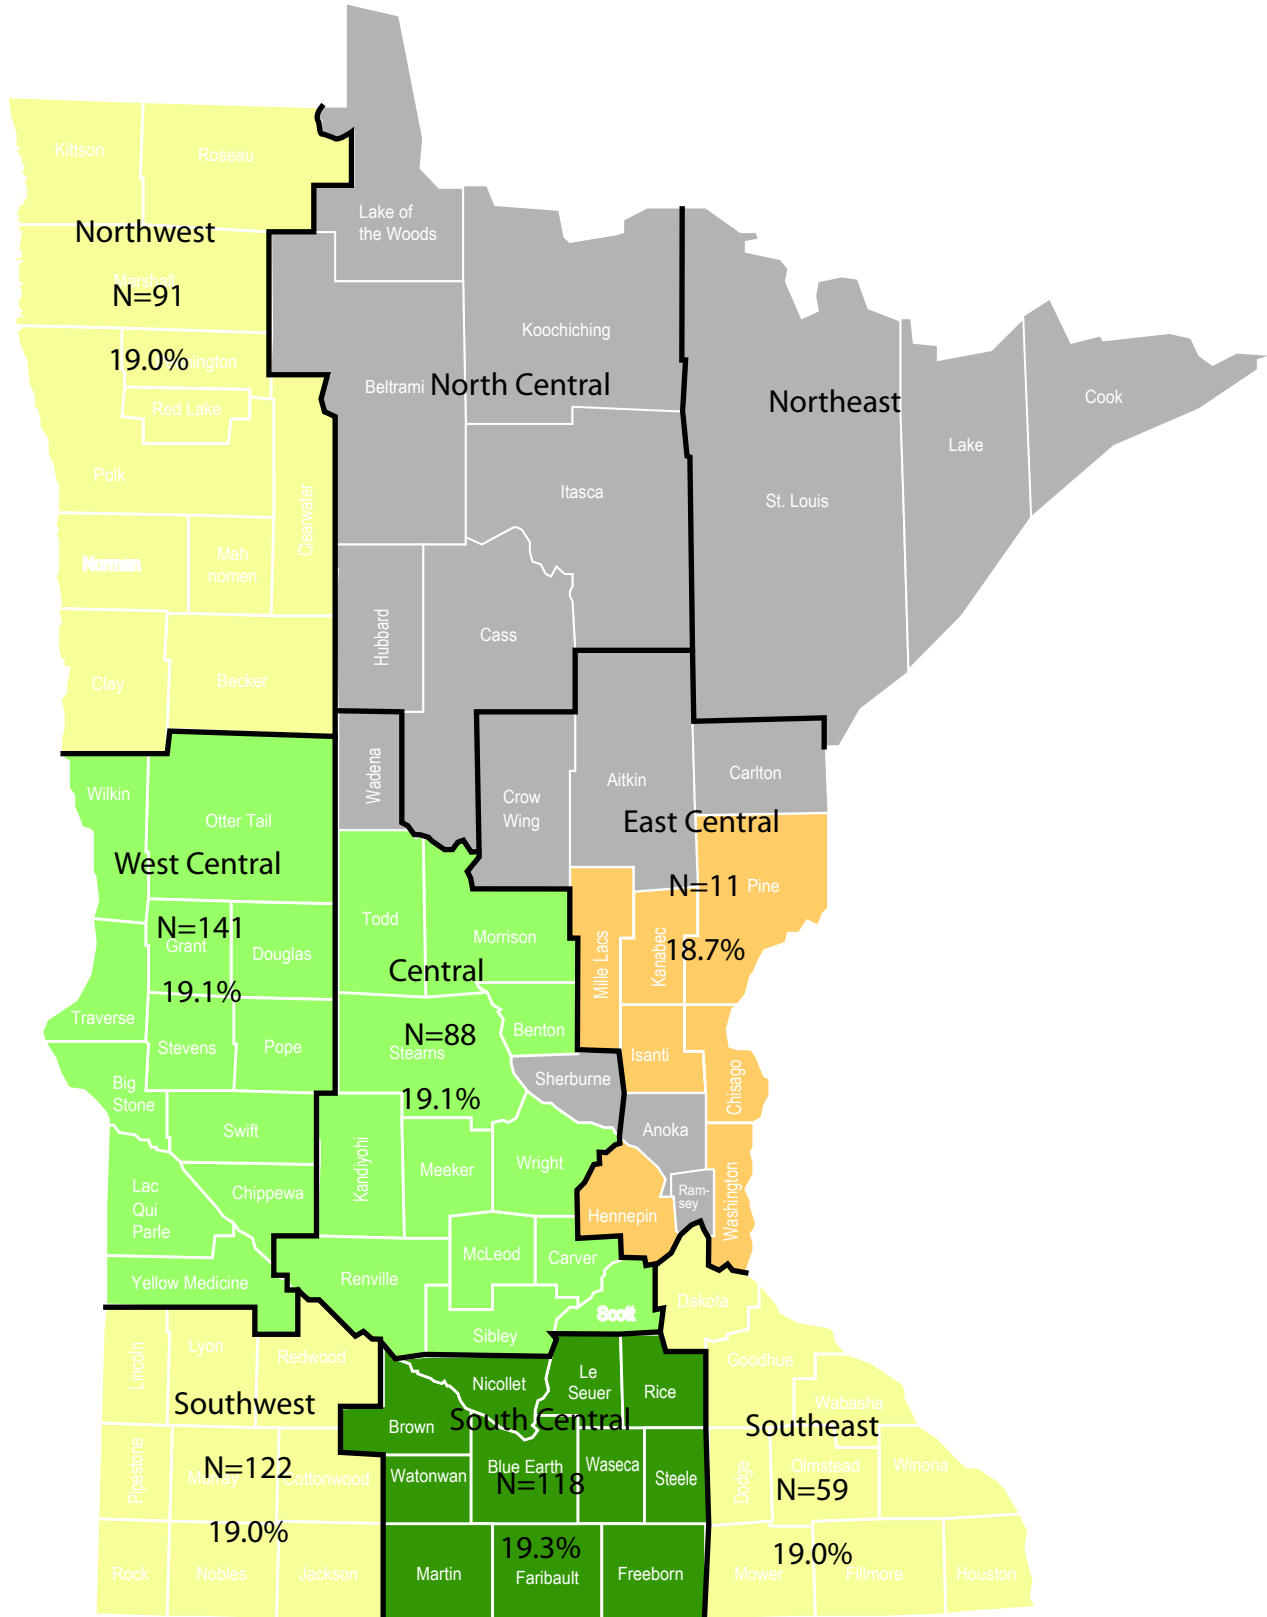 Kittson
Roseau
Northwest
Marshall
N=91
19.0%
Red Lake
Polk
Clearwater
Norman
Mah
nomen
Clay
Becker
Lake of
the Woods
Koochiching
Beltrami
North Central
Itasca
Hubbard
Cass
Northeast
St. Louis
Lake
Cook
Wilkin
Otter Tail
West Central
N=141
Grant
Douglas
19.1%
Traverse
Stevens
Pope
Big
Stone
Swift
Lac
Qui
Parle
Chippewa
Yellow Medicine
Wadena
Todd
Morrison
Central
N=88
Stearns
Benton
19.1%
Sherburne
Kandiyohi
Meeker
Wright
McLeod
Carver
Renville
Sibley
Scott
Crow
Wing
Aitkin
Carlton
East Central
N=11
Pine
18.7%
Mille Lacs
Kanabec
Isanti
Chisago
Anoka
Ram-
sey
Washington
Hennepin
Lincoln
Lyon
Redwood
Southwest
N=122
Pipestone
Murray
Cottonwood
19.0%
Rock
Nobles
Jackson
Nicollet
Le
Seuer
Rice
Brown
South Central
Watonwan
Blue Earth
Waseca
Steele
N=118
19.3%
Martin
Faribault
Freeborn
Dakota
Goodhue
Wabasha
Southeast
Dodge
Olmstead
Winona
N=59
19.0%
Mower
Fillmore
Houston